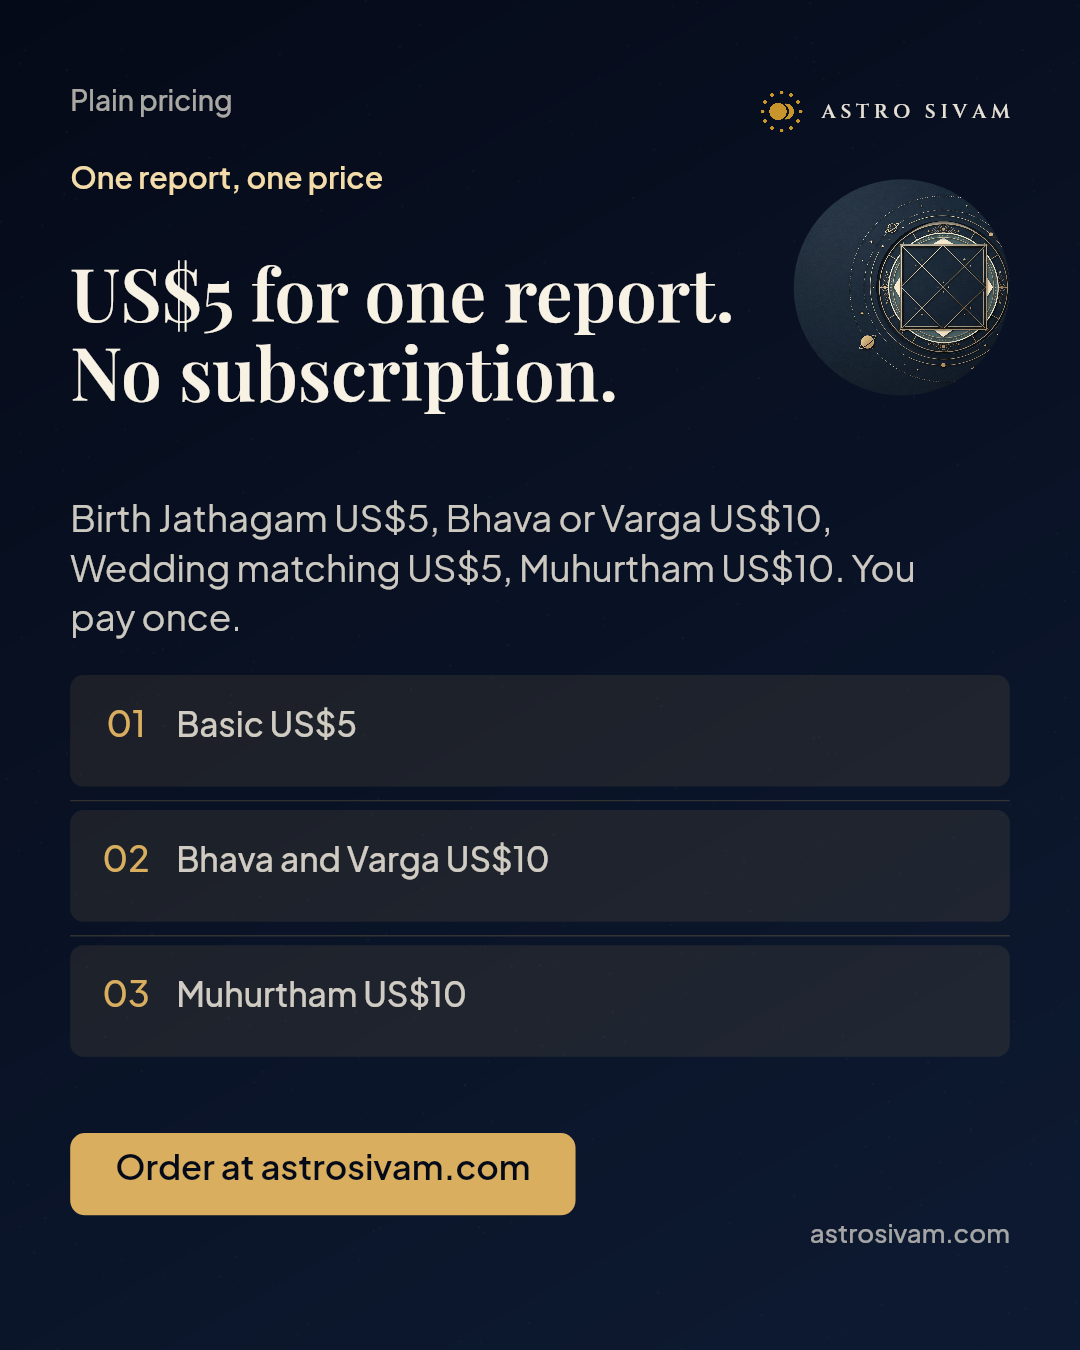 Plain pricing
ASTRO SIVAM
One report, one price
US$5 for one report.
No subscription.
Birth Jathagam US$5, Bhava or Varga US$10,
Wedding matching US$5, Muhurtham US$10. You
pay once.
01 Basic US$5
02 Bhava and Varga US$10
03 Muhurtham US$10
Order at astrosivam.com
astrosivam.com